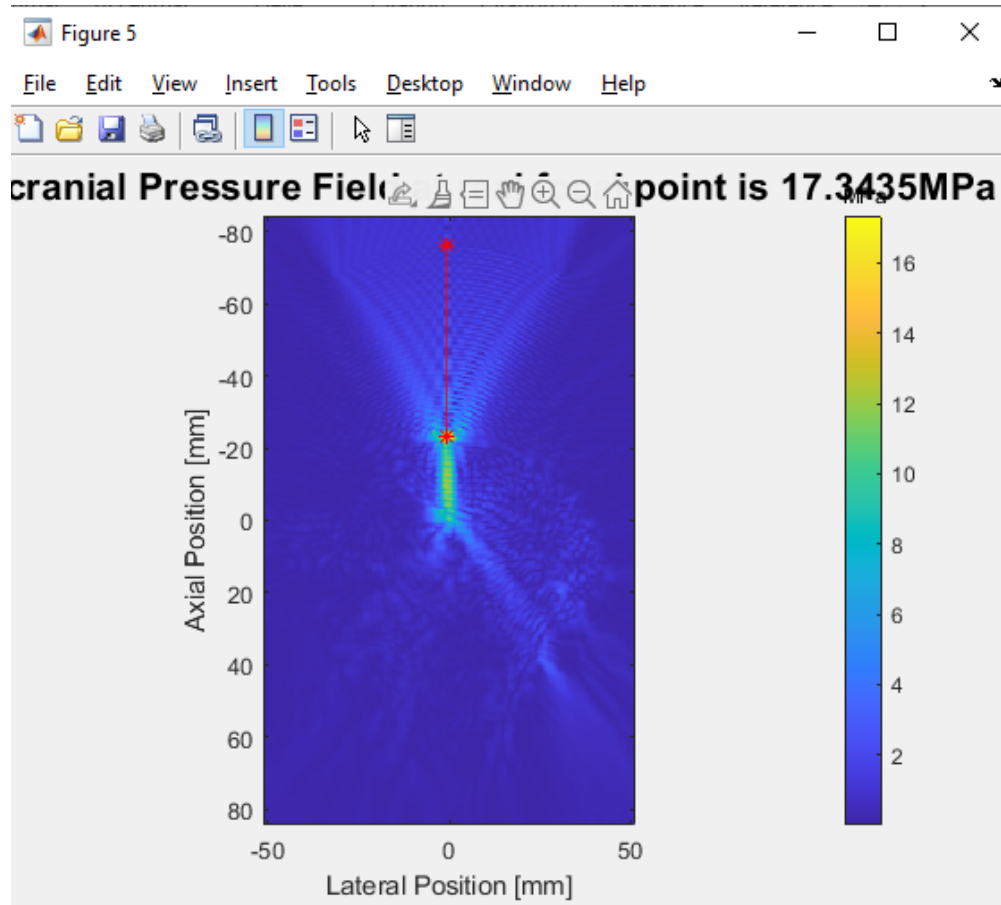 Figure 5
File Edit View Insert Tools Desktop Window Help
cranial Pressure Field point is 17.3435MPa
MPa
-80
-60
-40
-20
0
20
40
60
80
Axial Position [mm]
-50 0 50
Lateral Position [mm]
16
14
12
10
8
6
4
2